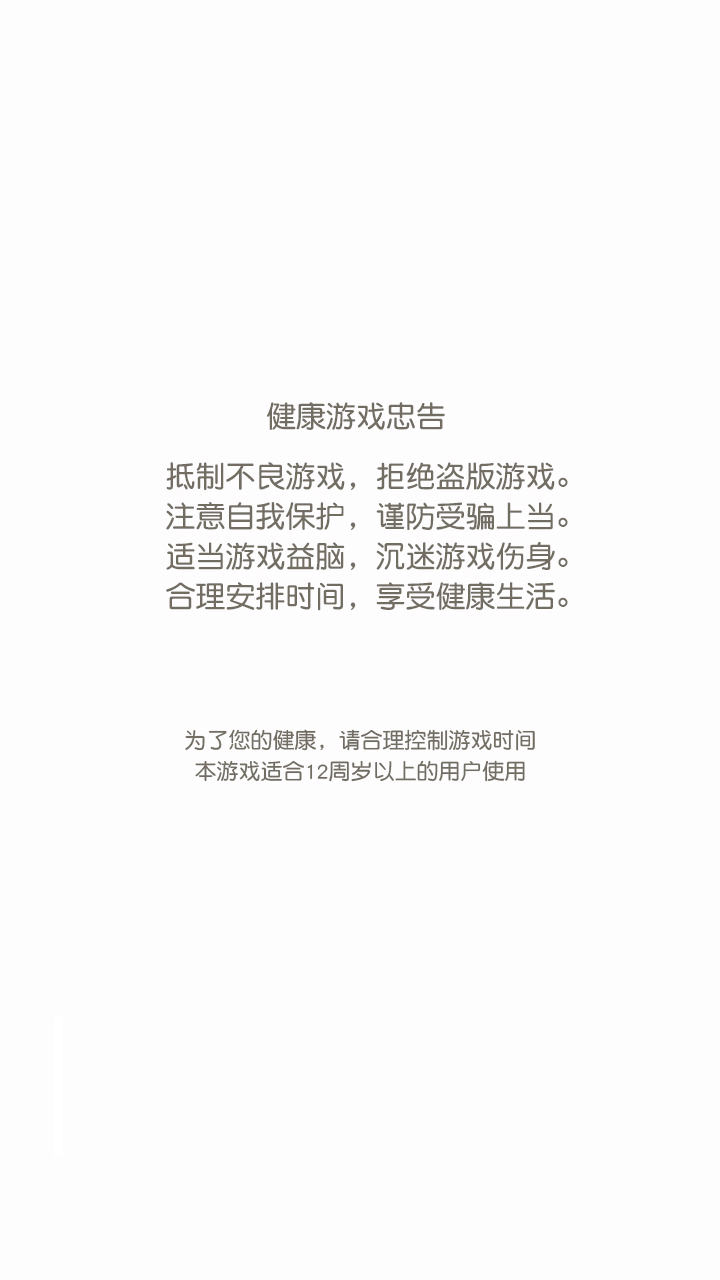 健康游戏忠告
抵制不良游戏，拒绝盗版游戏。
注意自我保护，谨防受骗上当。
适当游戏益脑，沉迷游戏伤身。
合理安排时间，享受健康生活。
为了您的健康，请合理控制游戏时间
本游戏适合12周岁以上的用户使用